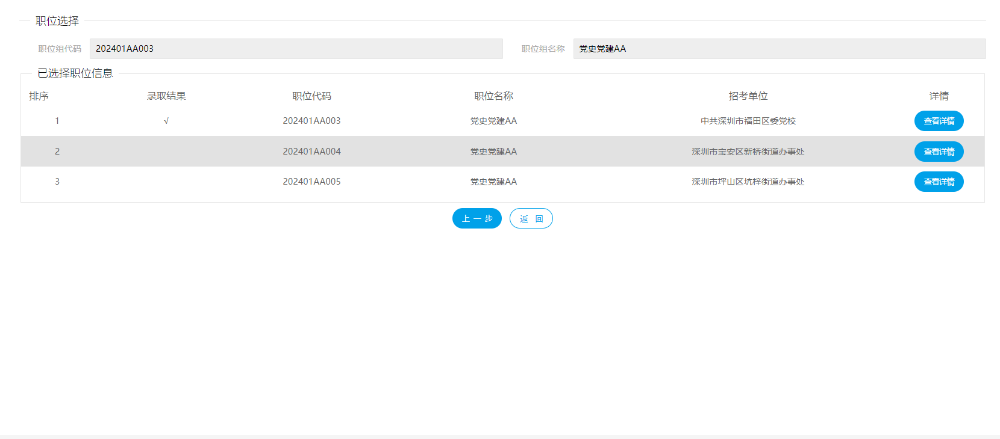 职位选择
职位组代码 202401AA003 职位组名称 党史党建AA
已选择职位信息
排序 录取结果 职位代码 职位名称 招考单位 详情
1 √ 202401AA003 党史党建AA 中共深圳市福田区委党校 查看详情
2 202401AA004 党史党建AA 深圳市宝安区新桥街道办事处 查看详情
3 202401AA005 党史党建AA 深圳市坪山区坑梓街道办事处 查看详情
上一步 返 回